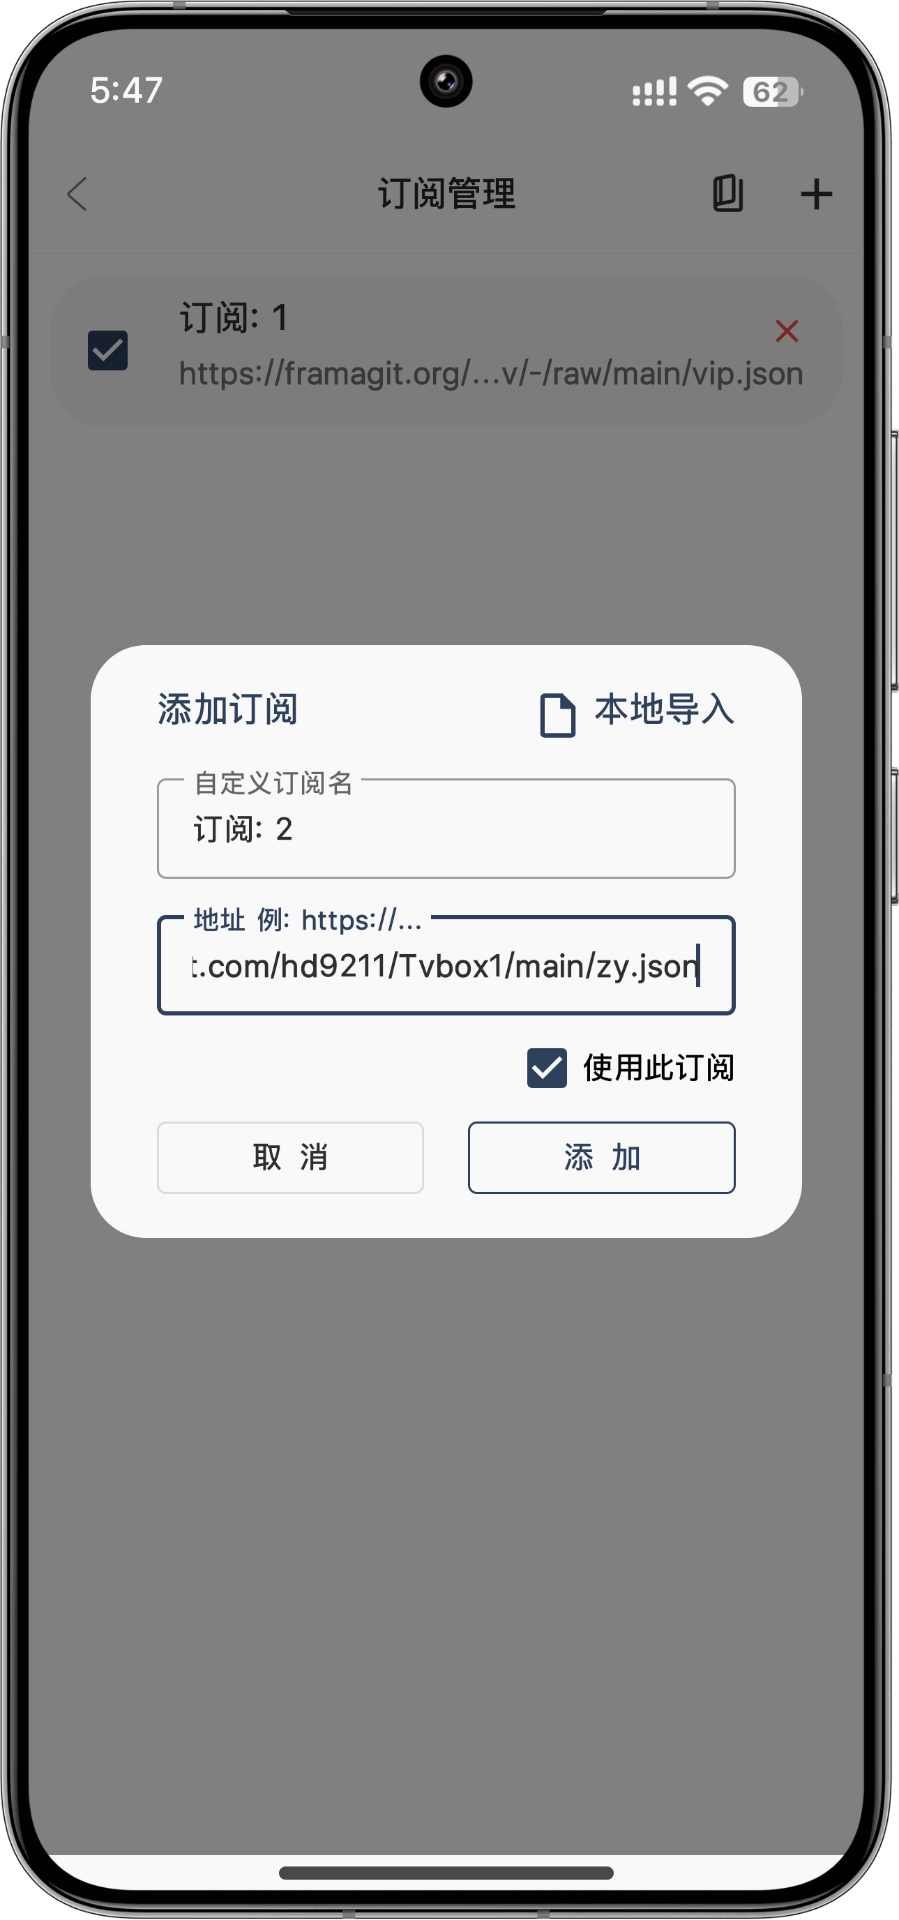 5:47
62
订阅管理
订阅: 1
https://framagit.org/...v/-/raw/main/vip.json
添加订阅
本地导入
自定义订阅名
订阅: 2
地址 例: https://...
t.com/hd9211/Tvbox1/main/zy.json
使用此订阅
取 消
添 加